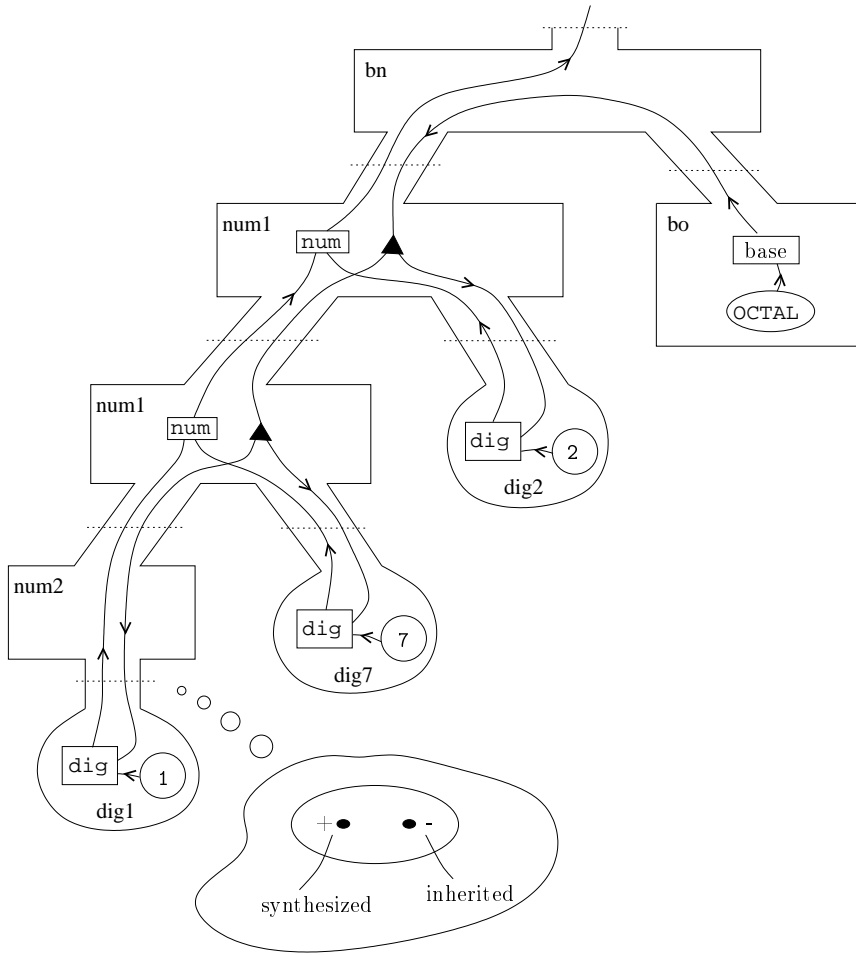 bn
num1
num
bo
base
OCTAL
num1
num
dig
2
dig2
num2
dig
7
dig7
dig
1
dig1
+
-
synthesized
inherited